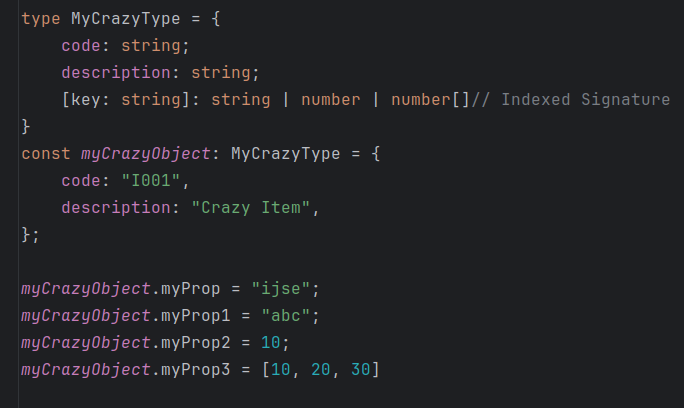 type MyCrazyType = {
    code: string;
    description: string;
    [key: string]: string | number | number[]// Indexed Signature
}
const myCrazyObject: MyCrazyType = {
    code: "I001",
    description: "Crazy Item",
};

myCrazyObject.myProp = "ijse";
myCrazyObject.myProp1 = "abc";
myCrazyObject.myProp2 = 10;
myCrazyObject.myProp3 = [10, 20, 30]